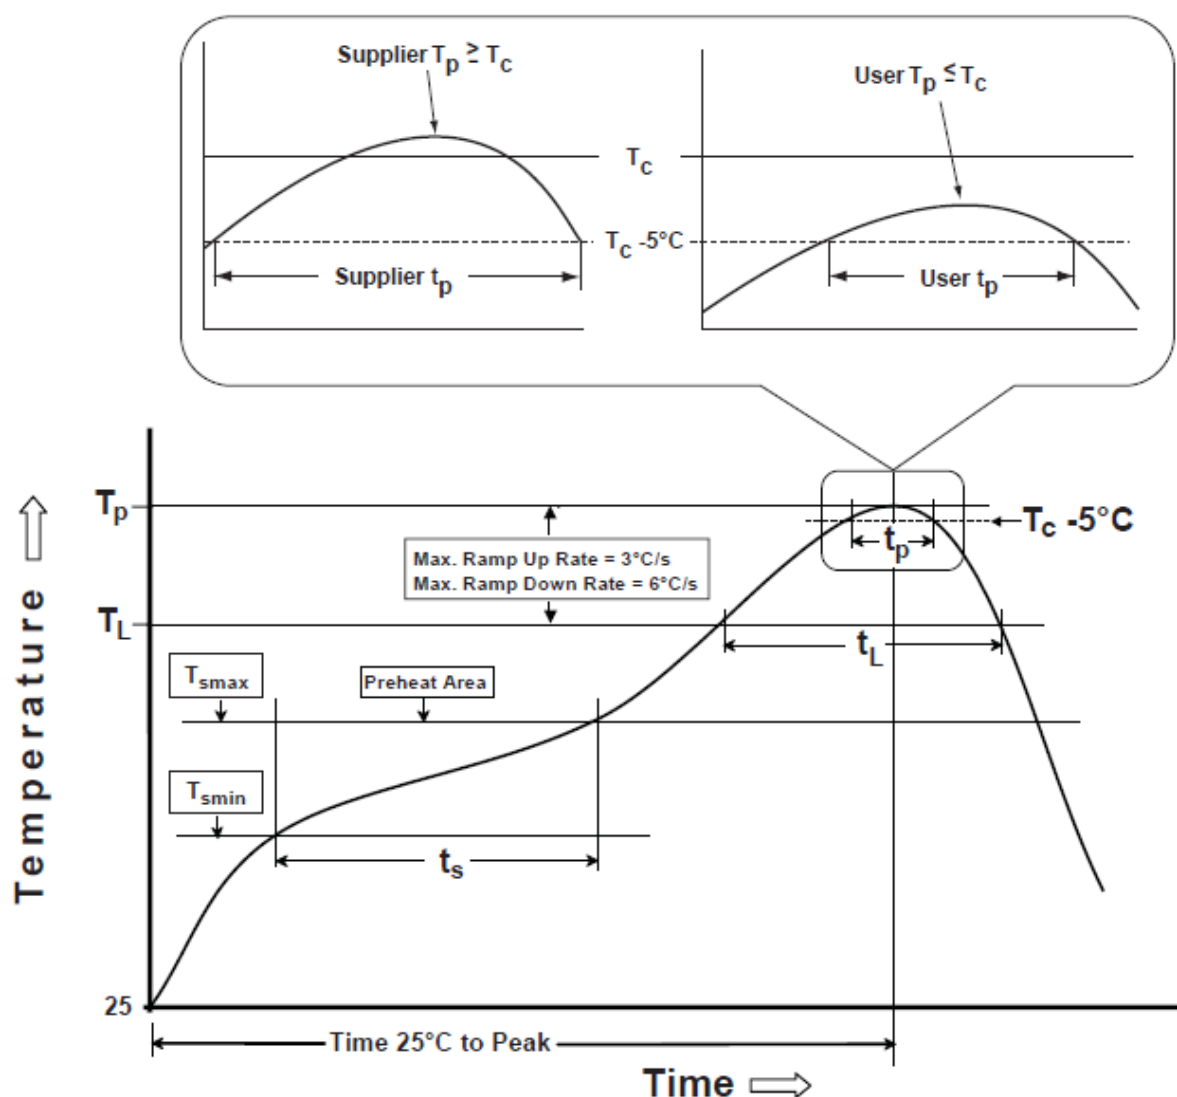 Supplier Tp ≥ Tc
User Tp ≤ Tc
Tc
Tc -5°C
Supplier tp
User tp
Tp
Tc -5°C
tp
Max. Ramp Up Rate = 3°C/s
Max. Ramp Down Rate = 6°C/s
TL
tL
Tsmax
Preheat Area
Tsmin
ts
Temperature
25
Time 25°C to Peak
Time